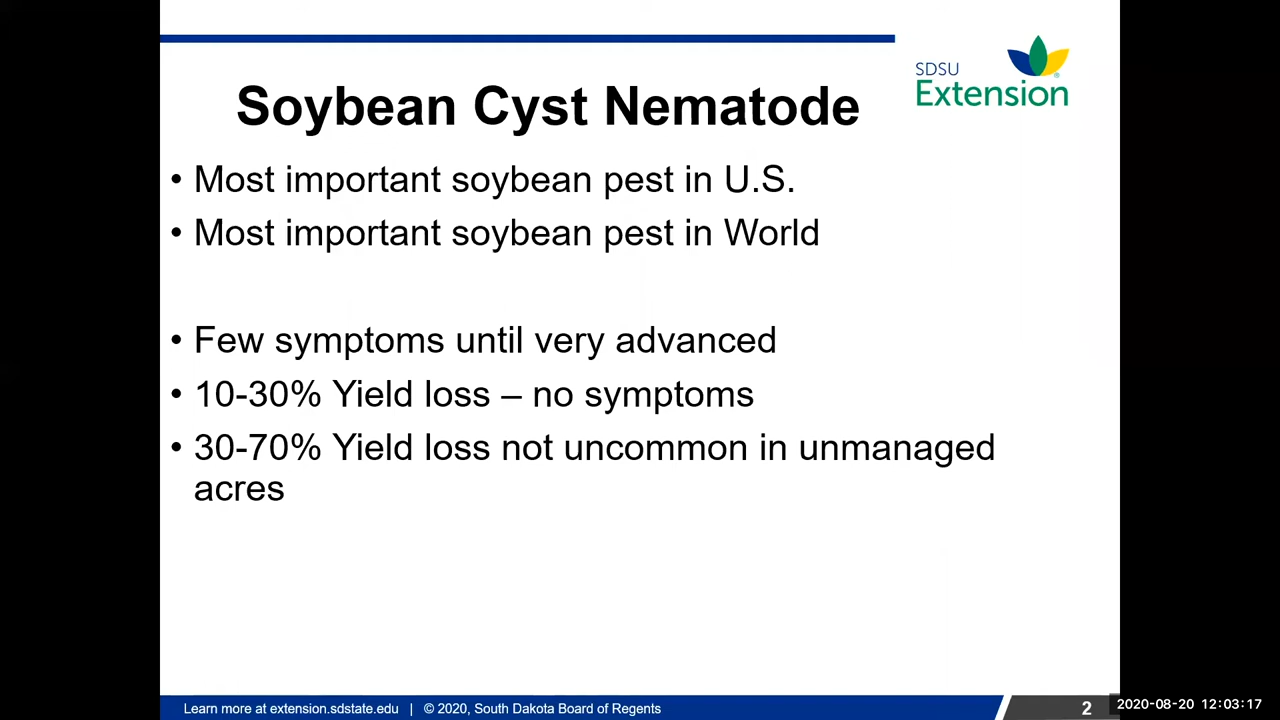 SDSU
Extension
Soybean Cyst Nematode
• Most important soybean pest in U.S.
• Most important soybean pest in World
• Few symptoms until very advanced
• 10-30% Yield loss – no symptoms
• 30-70% Yield loss not uncommon in unmanaged
acres
Learn more at extension.sdstate.edu | © 2020, South Dakota Board of Regents
2
2020-08-20 12:03:17